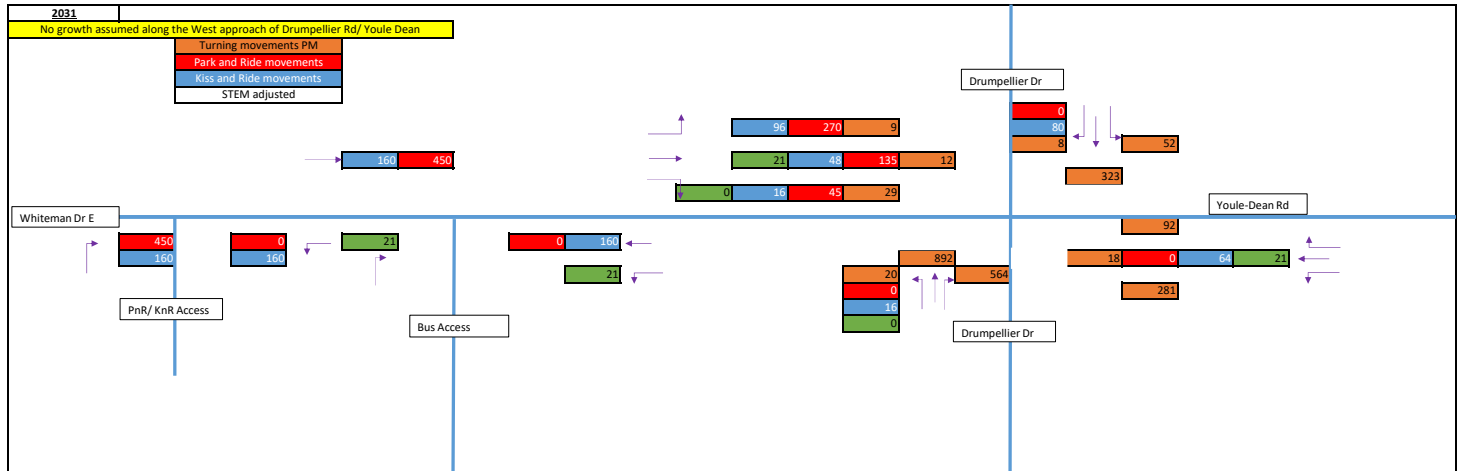 2031
No growth assumed along the West approach of Drumpellier Rd/ Youle Dean
Turning movements PM
Park and Ride movements
Kiss and Ride movements
STEM adjusted
Drumpellier Dr
0
80
8
52
323
96 270 9
160 450
21 48 135 12
0 16 45 29
Whiteman Dr E
Youle-Dean Rd
450
160
0
160
21
0 160
21
892
20
564
0
16
0
92
18 0 64 21
281
PnR/ KnR Access
Bus Access
Drumpellier Dr